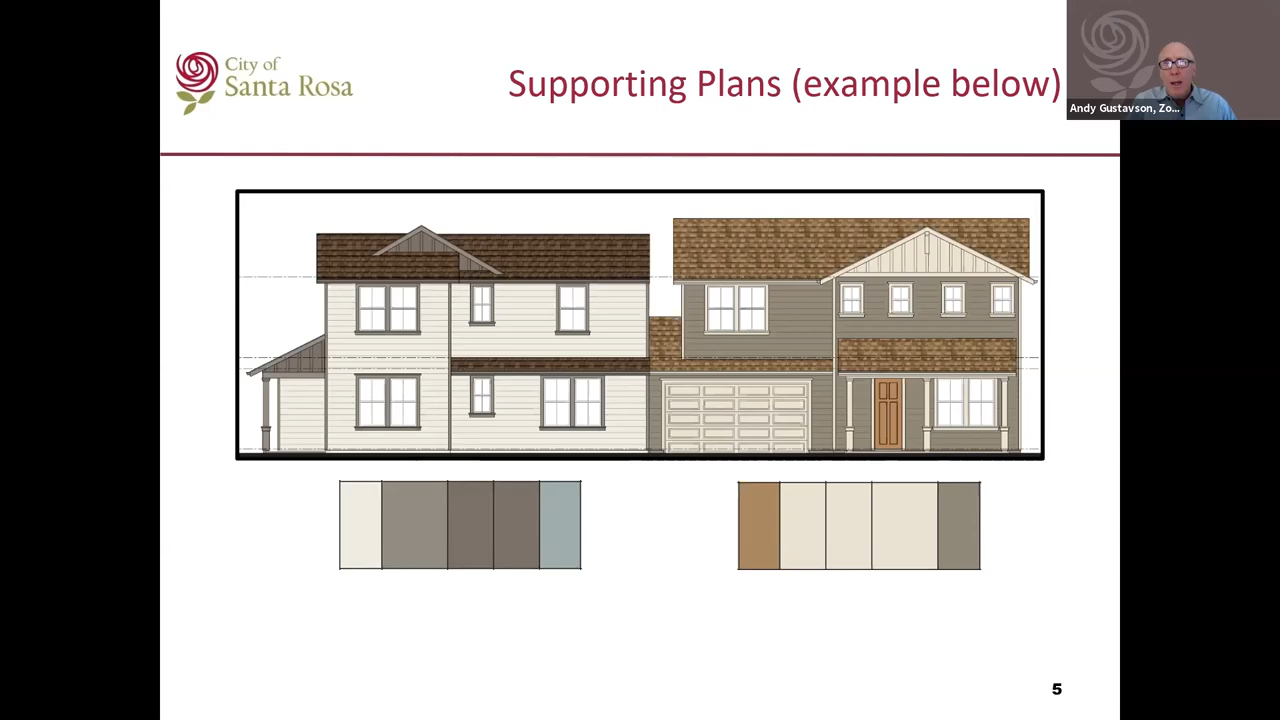 City of
Santa Rosa
Supporting Plans (example below)
Andy Gustavson, Zo...
5